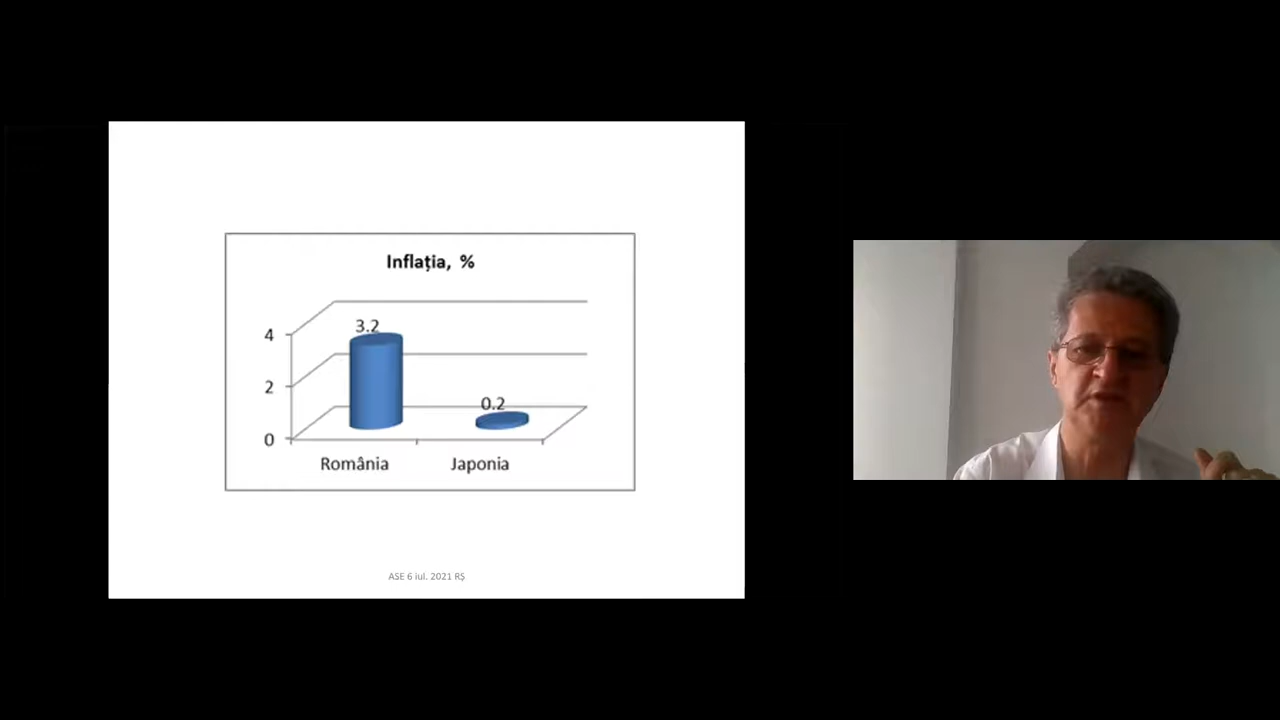 Inflația, %
3.2
4
2
0.2
0
România Japonia
ASE 6 iul. 2021 RȘ